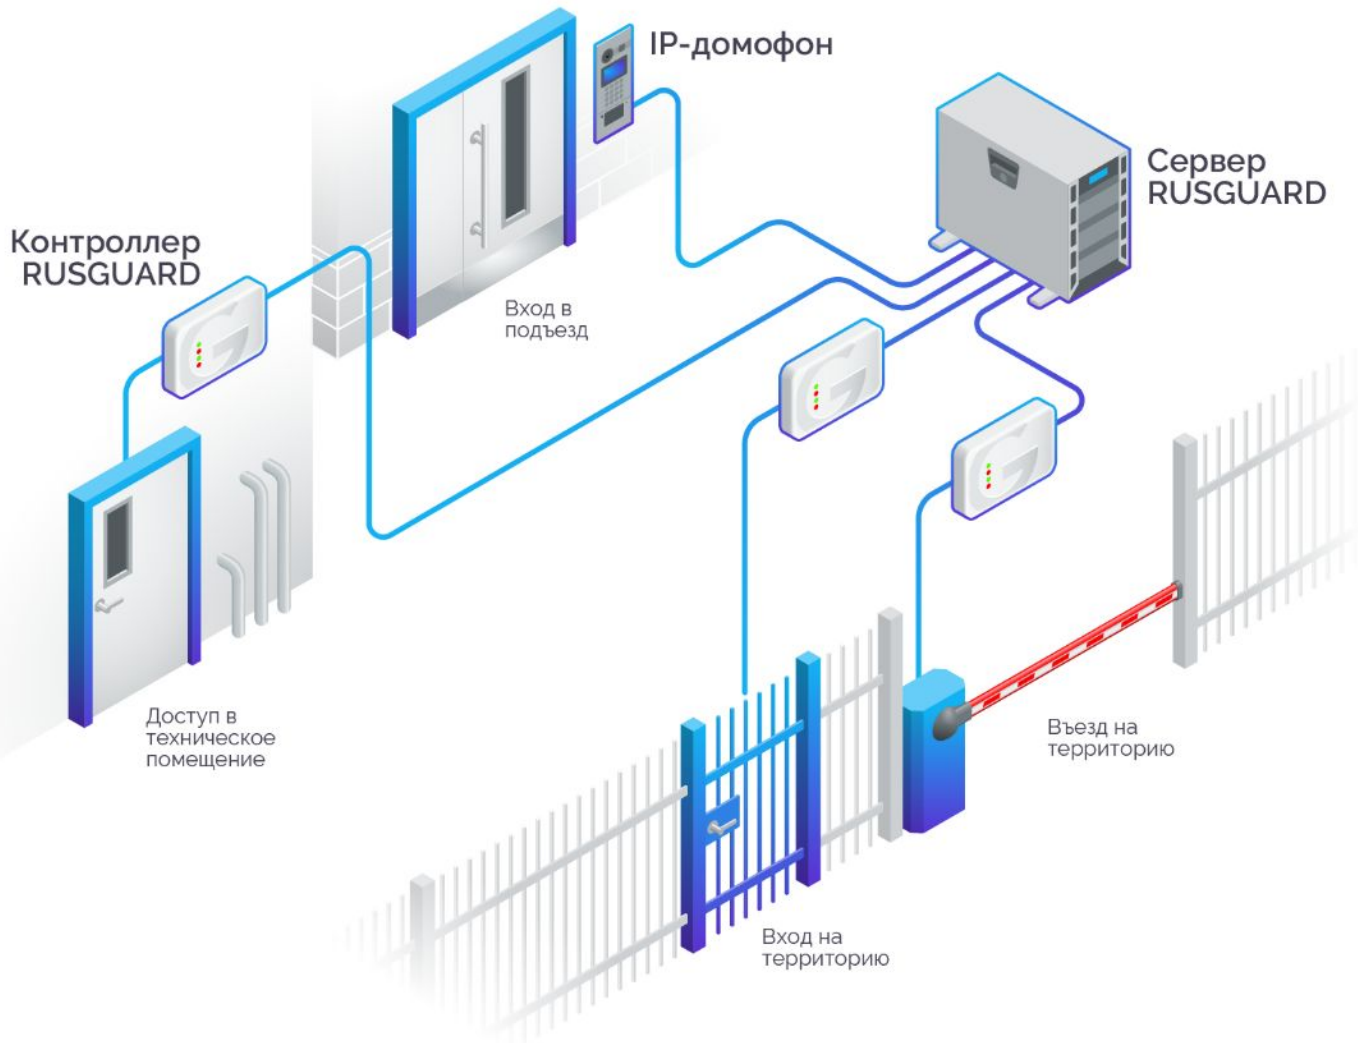 IP-домофон
Сервер
RUSGUARD
Контроллер
RUSGUARD
Вход в
подъезд
Доступ в
техническое
помещение
Въезд на
территорию
Вход на
территорию